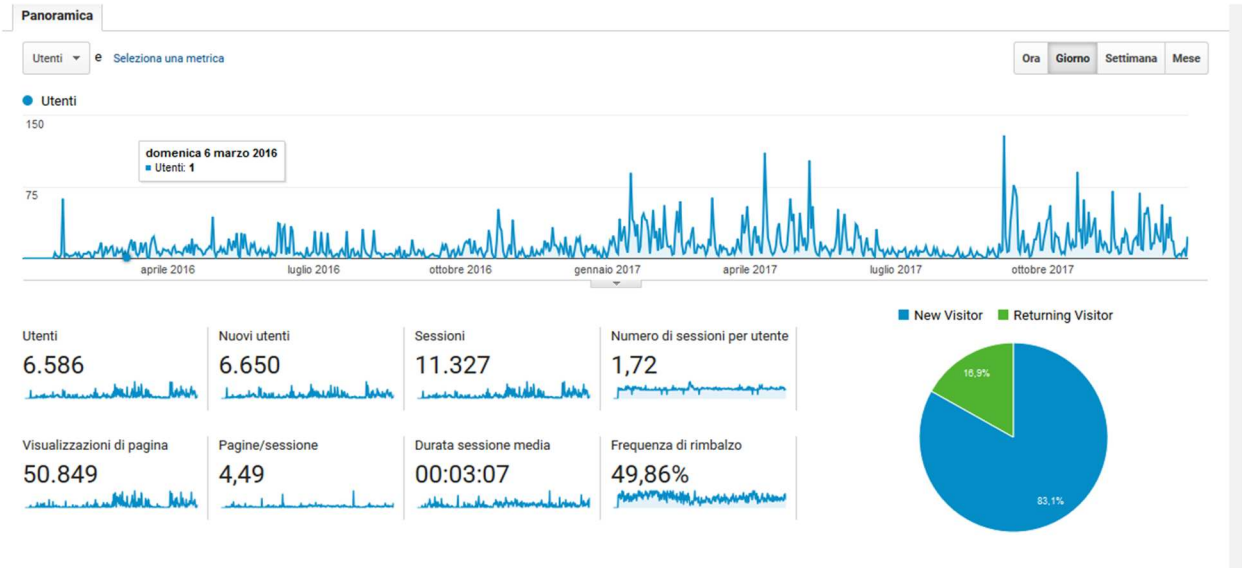 Panoramica
Utenti e Seleziona una metrica
Ora Giorno Settimana Mese
Utenti
150
domenica 6 marzo 2016
Utenti: 1
75
aprile 2016 luglio 2016 ottobre 2016 gennaio 2017 aprile 2017 luglio 2017 ottobre 2017
New Visitor Returning Visitor
Utenti Nuovi utenti Sessioni Numero di sessioni per utente
6.586 6.650 11.327 1,72
16,9%
Visualizzazioni di pagina Pagine/sessione Durata sessione media Frequenza di rimbalzo
50.849 4,49 00:03:07 49,86%
83,1%